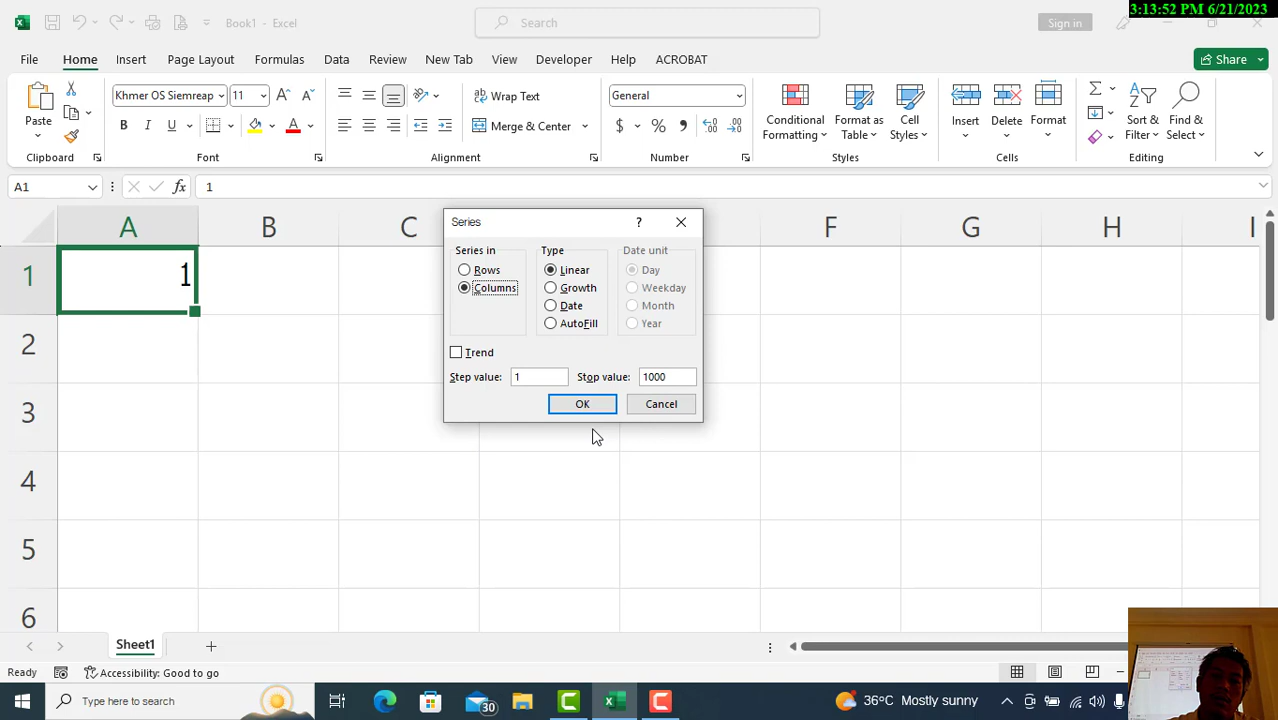 3:13:52 PM 6/21/2023
Book1 - Excel
Search
Sign in
File Home Insert Page Layout Formulas Data Review New Tab View Developer Help ACROBAT
Share
Paste
Clipboard
Khmer OS Siemreap 11
B I U A
Font
Wrap Text
Merge & Center
Alignment
General
$ % 9
Number
Conditional Formatting
Format as Table
Cell Styles
Styles
Insert
Delete
Format
Cells
Sort & Filter
Find & Select
Editing
A1
fx
1
A B C F G H I
1 1
2
3
4
5
6
Series ?
Series in Type Date unit
Rows Linear Day
Columns Growth Weekday
Date Month
AutoFill Year
Trend
Step value: 1 Stop value: 1000
OK Cancel
Sheet1
Ready Accessibility: Good to go
Type here to search
30
36°C Mostly sunny